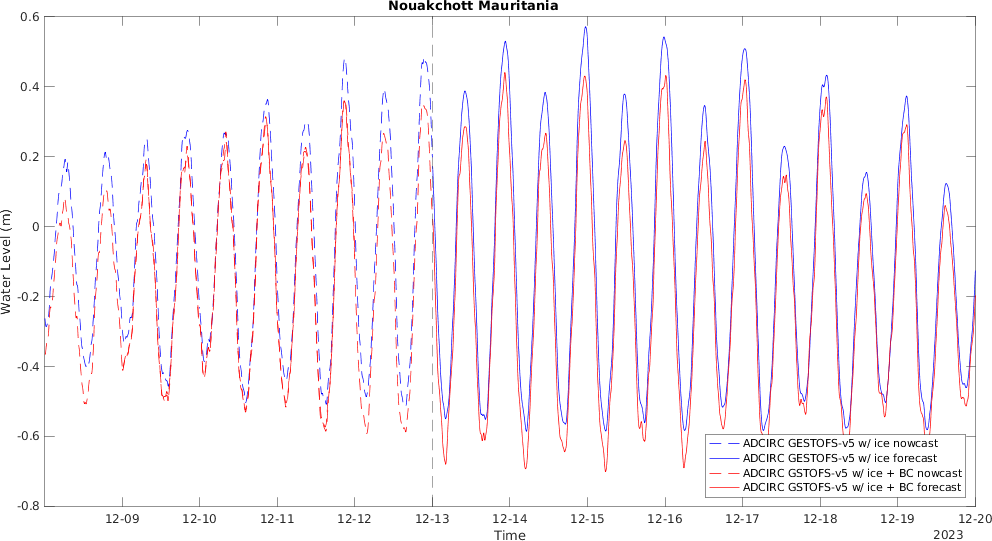 Nouakchott Mauritania
0.6
0.4
0.2
0
-0.2
-0.4
-0.6
-0.8
Water Level (m)
ADCIRC GESTOFS-v5 w/ ice nowcast
ADCIRC GESTOFS-v5 w/ ice forecast
ADCIRC GSTOFS-v5 w/ ice + BC nowcast
ADCIRC GSTOFS-v5 w/ ice + BC forecast
12-09 12-10 12-11 12-12 12-13 12-14 12-15 12-16 12-17 12-18 12-19 12-20
Time
2023